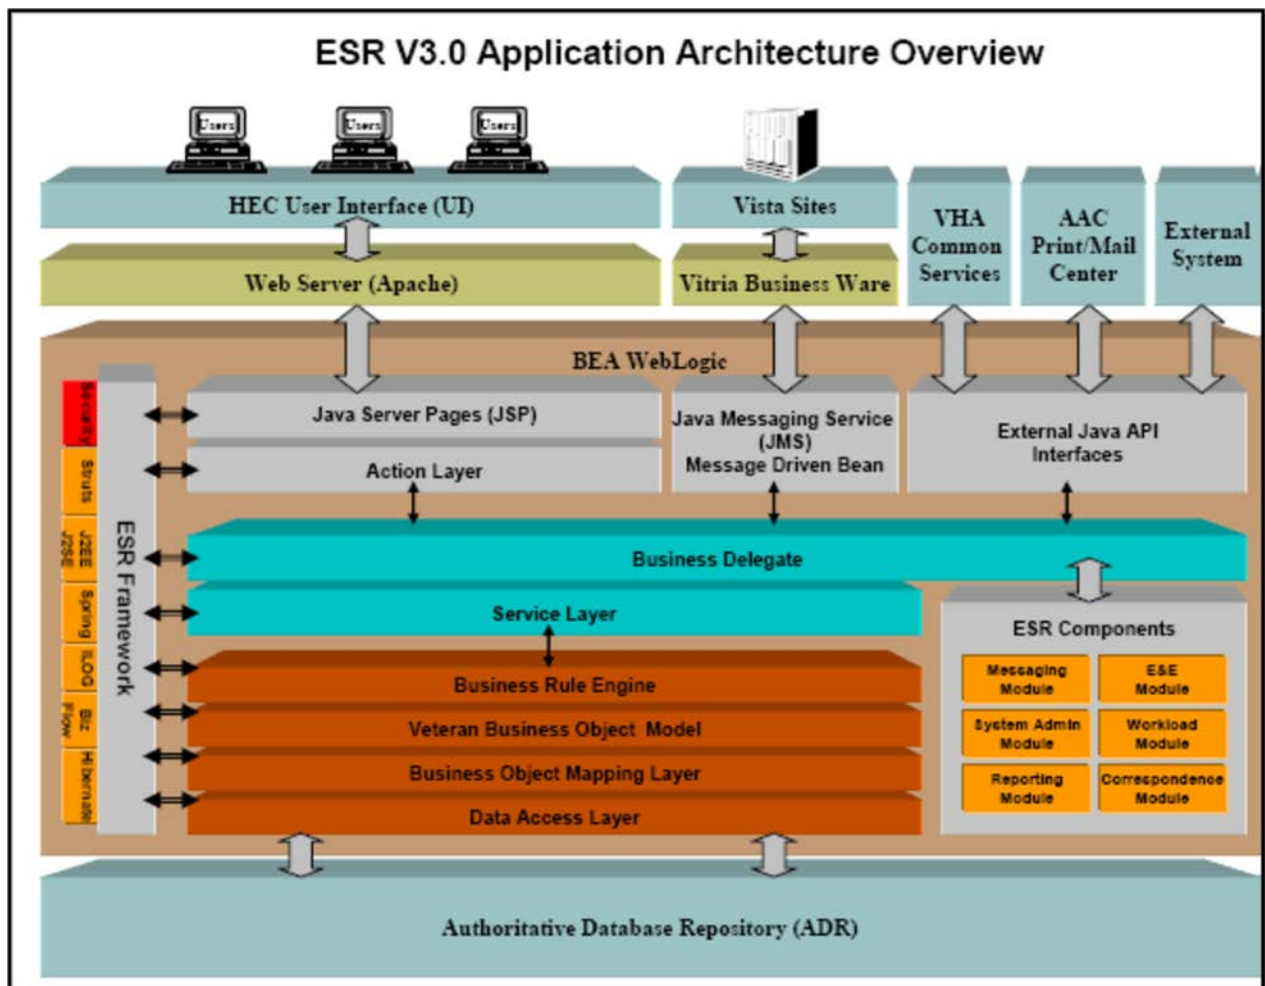 ESR V3.0 Application Architecture Overview
Users
Users
Users
HEC User Interface (UI)
Vista Sites
VHA
Common
Services
AAC
Print/Mail
Center
External
System
Web Server (Apache)
Vitria Business Ware
BEA WebLogic
Security
Struts
J2EE
J2SE
Spring
ILOG
Biz
Flow
Hibernate
ESR Framework
Java Server Pages (JSP)
Action Layer
Java Messaging Service
(JMS)
Message Driven Bean
External Java API
Interfaces
Business Delegate
Service Layer
Business Rule Engine
Veteran Business Object Model
Business Object Mapping Layer
Data Access Layer
ESR Components
Messaging
Module
E&E
Module
System Admin
Module
Workload
Module
Reporting
Module
Correspondence
Module
Authoritative Database Repository (ADR)